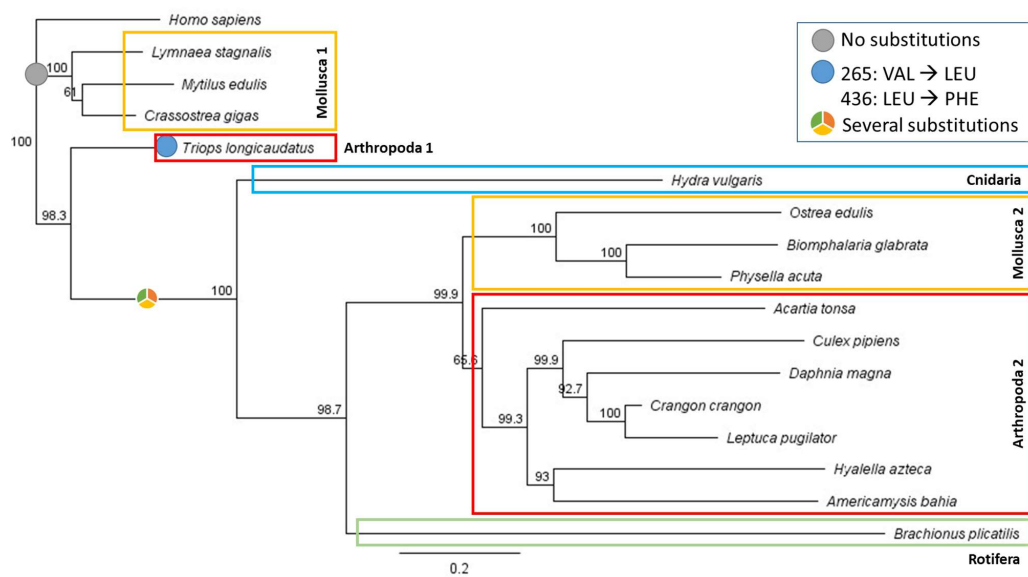 Homo sapiens
No substitutions
Lymnaea stagnalis
100
Mytilus edulis
61
Crassostrea gigas
Mollusca 1
265: VAL → LEU
436: LEU → PHE
Several substitutions
100
Triops longicaudatus
Arthropoda 1
Hydra vulgaris
Cnidaria
98.3
Ostrea edulis
100
Biomphalaria glabrata
100
Physella acuta
Mollusca 2
100
99.9
Acartia tonsa
Culex pipiens
65.6
99.9
Daphnia magna
92.7
Crangon crangon
100
Leptuca pugilator
98.7
99.3
Hyalella azteca
93
Americamysis bahia
Arthropoda 2
Brachionus plicatilis
Rotifera
0.2